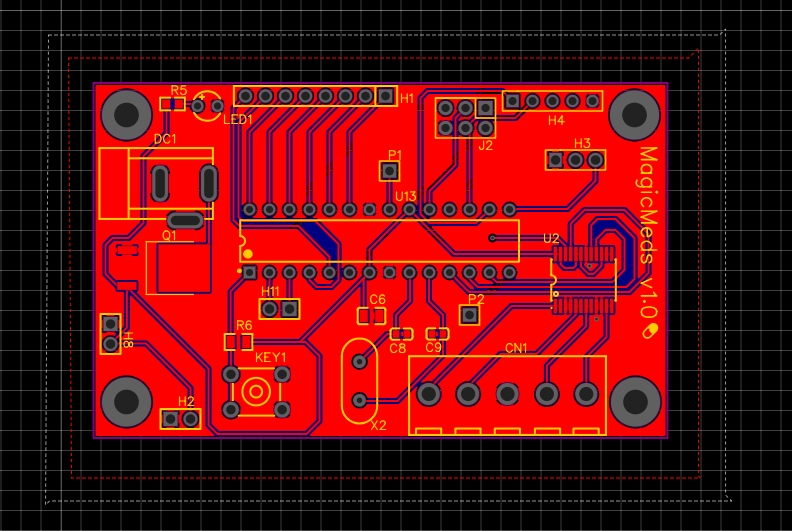 R5
LED1
H1
H4
J2
DC1
P1
H3
U13
Q1
U2
MagicMeds v1.0
H11
C6
P2
R6
C8
C9
H8
KEY1
CN1
H2
X2